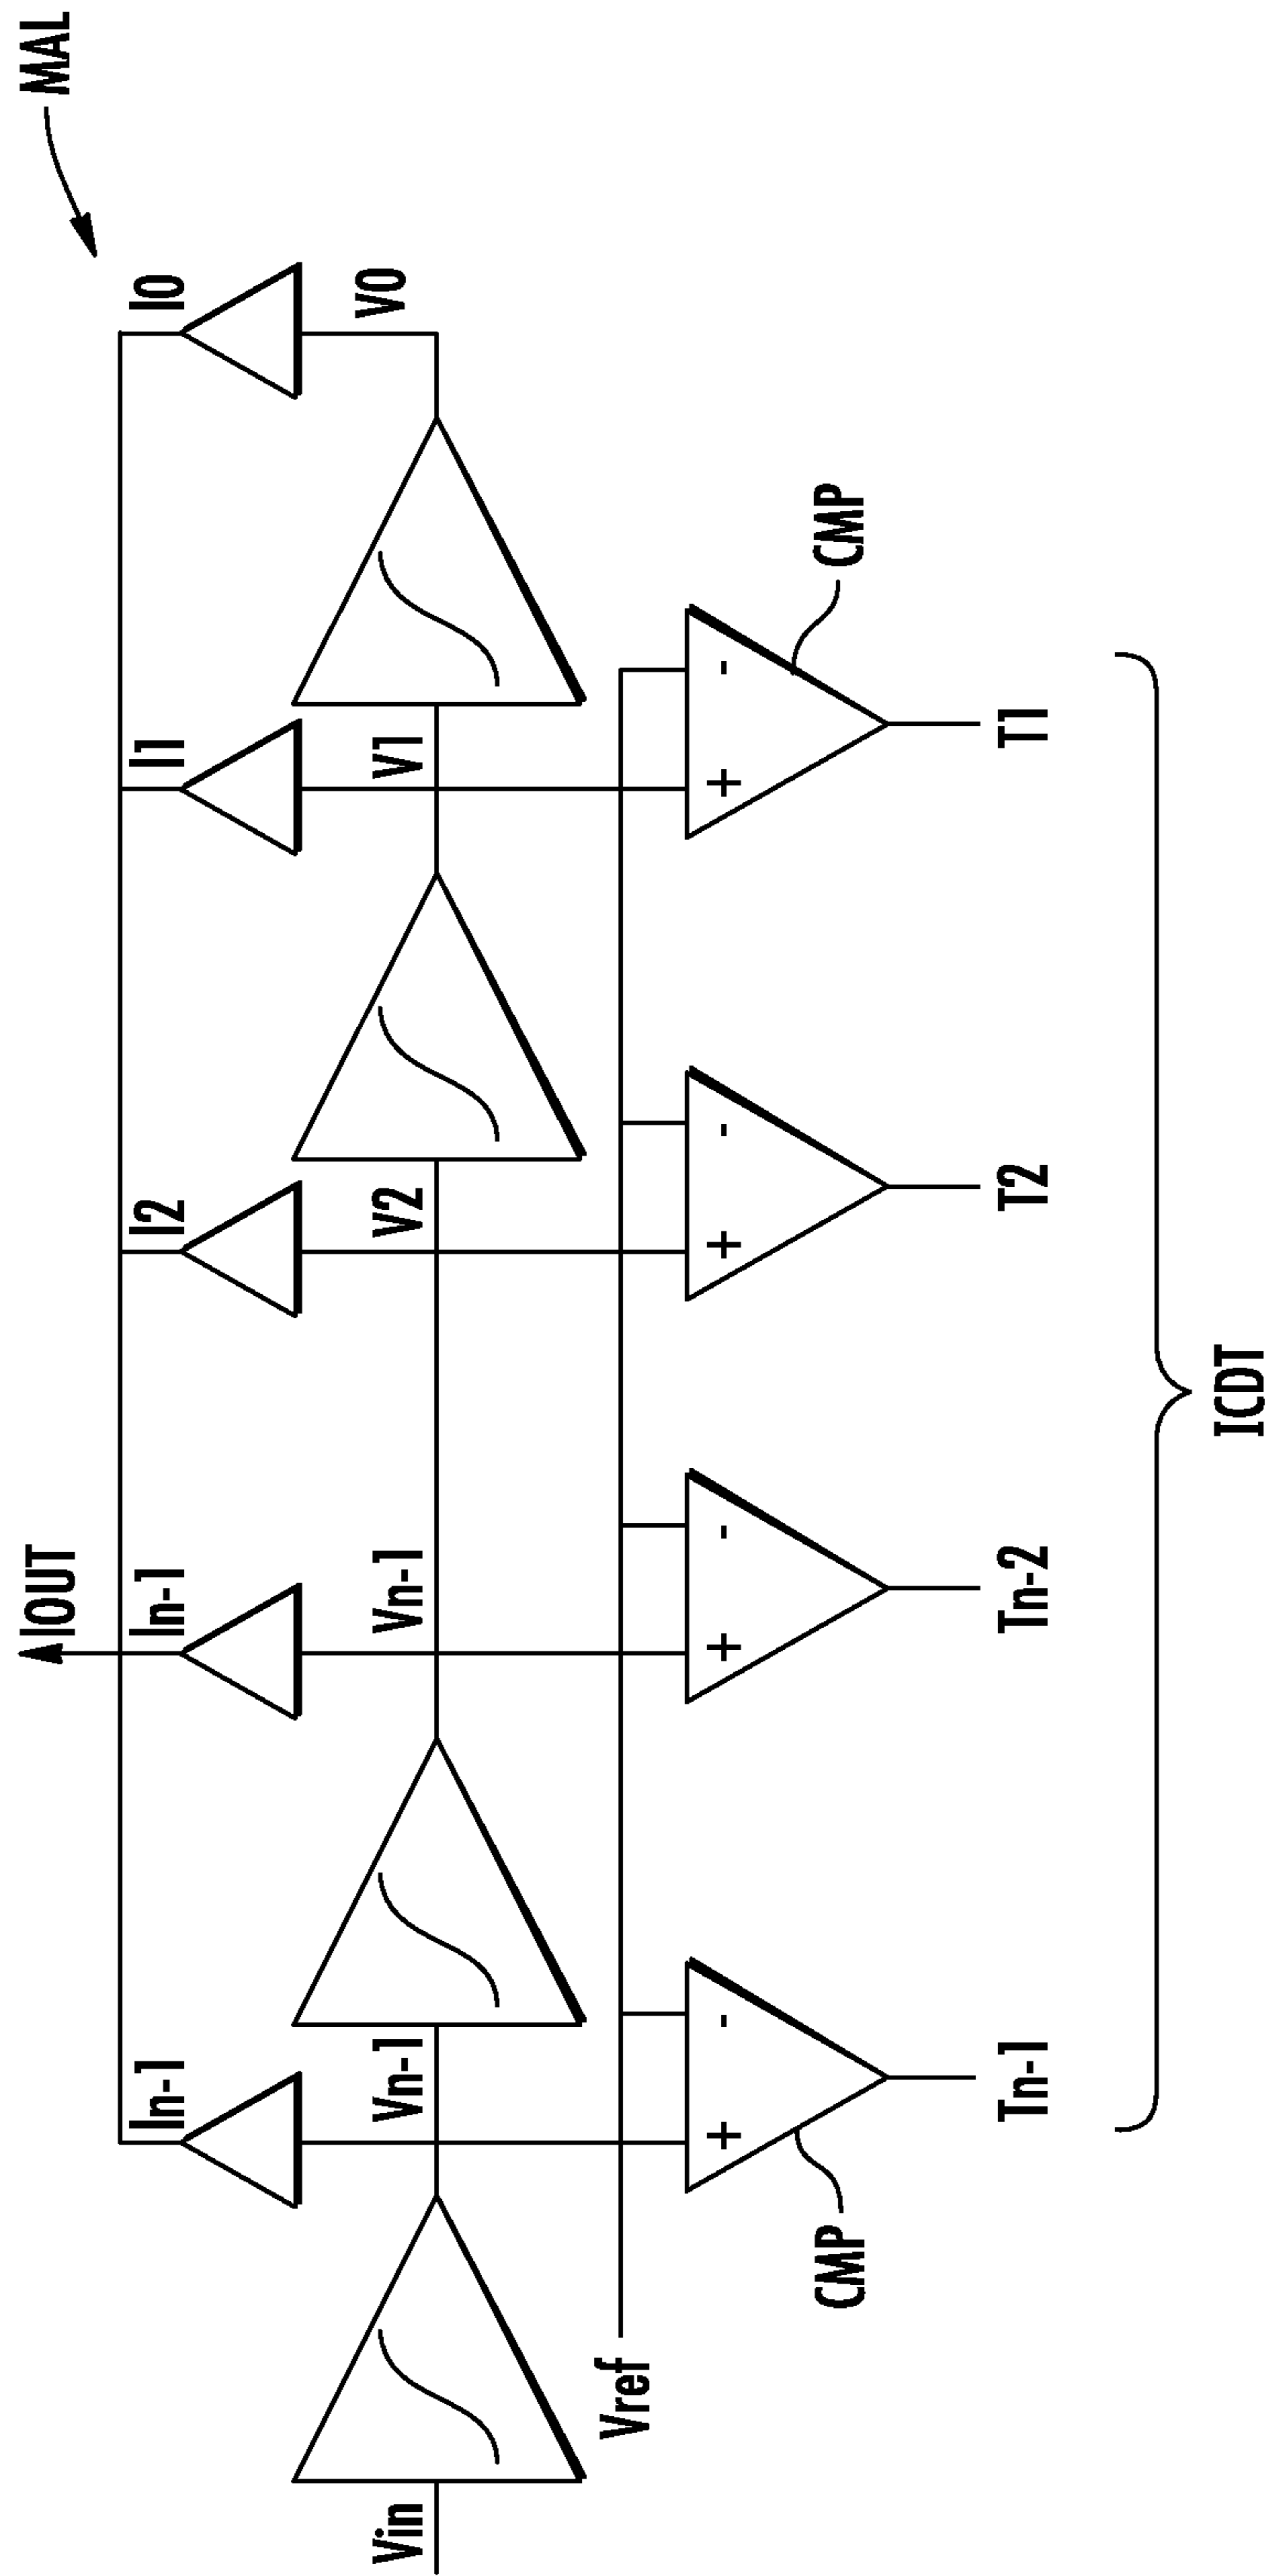 MAL
IOUT
In-1
In-1
I2
I1
I0
Vin
Vn-1
Vn-1
V2
V1
V0
Vref
+ -
+ -
+ -
+ -
CMP
CMP
Tn-1
Tn-2
T2
T1
ICDT